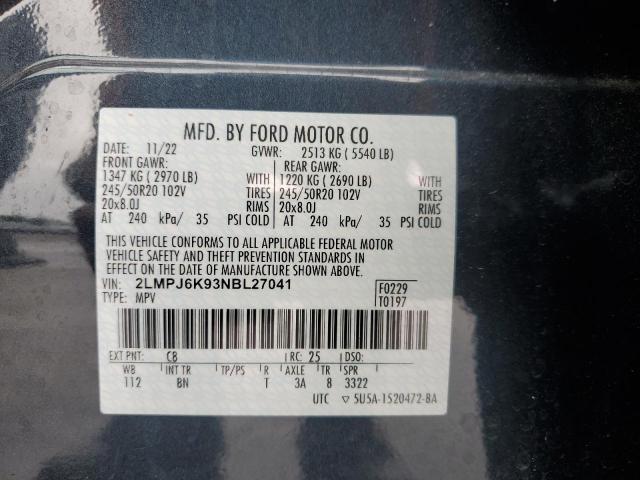 MFD. BY FORD MOTOR CO.
DATE: 11/22 GVWR: 2513 KG ( 5540 LB)
FRONT GAWR: REAR GAWR:
1347 KG ( 2970 LB) WITH 1220 KG ( 2690 LB) WITH
245/50R20 102V TIRES 245/50R20 102V TIRES
20x8.0J RIMS 20x8.0J RIMS
AT 240 kPa/ 35 PSI COLD AT 240 kPa/ 35 PSI COLD
THIS VEHICLE CONFORMS TO ALL APPLICABLE FEDERAL MOTOR
VEHICLE SAFETY AND THEFT PREVENTION STANDARDS IN
EFFECT ON THE DATE OF MANUFACTURE SHOWN ABOVE.
VIN: 2LMPJ6K93NBL27041 F0229
TYPE: MPV T0197
EXT PNT: C8 RC: 25 DSO:
WB INT TR TP/PS R AXLE TR SPR
112 BN T 3A 8 3322
UTC ▽ 5U5A-1520472-BA